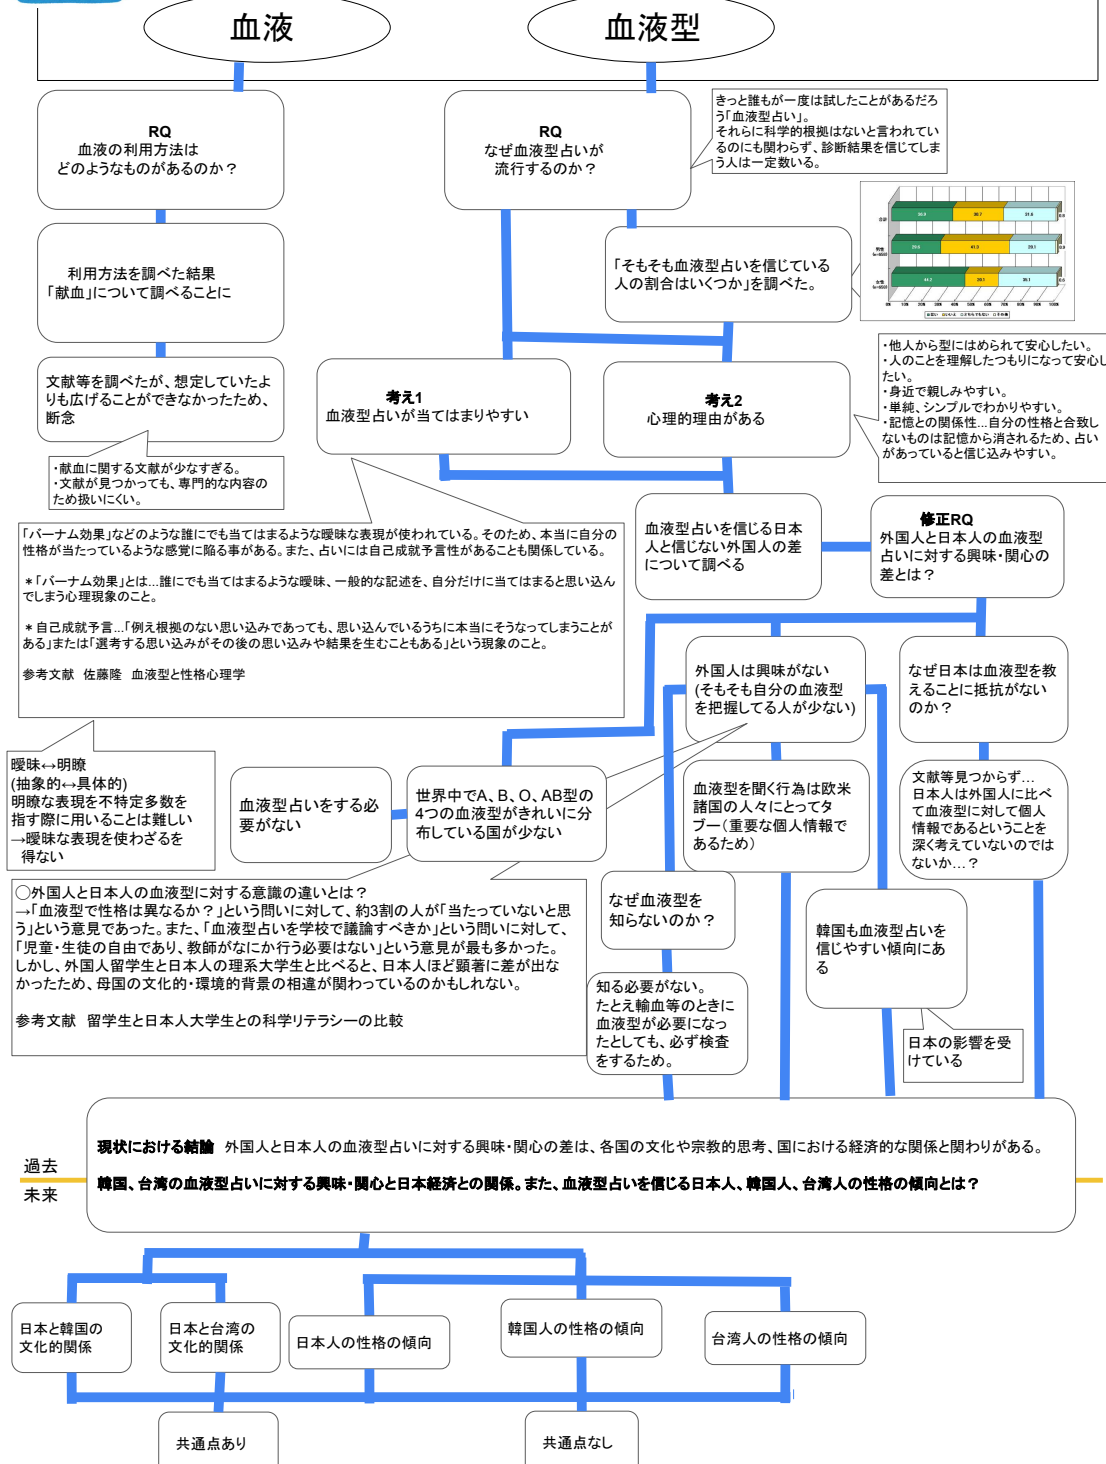 血液
血液型
RQ
血液の利用方法は
どのようなものがあるのか？
RQ
なぜ血液型占いが
流行するのか？
きっと誰もが一度は試したことがあるだろ
う「血液型占い」。
それらに科学的根拠はないと言われてい
るのにも関わらず、診断結果を信じてしま
う人は一定数いる。
利用方法を調べた結果
「献血」について調べることに
「そもそも血液型占いを信じている
人の割合はいくつか」を調べた。
文献等を調べたが、想定していたよ
りも広げることができなかったため、
断念
・献血に関する文献が少なすぎる。
・文献が見つかっても、専門的な内容の
ため扱いにくい。
考え1
血液型占いが当てはまりやすい
考え2
心理的理由がある
・他人から型にはめられて安心したい。
・人のことを理解したつもりになって安心し
たい。
・身近で親しみやすい。
・単純、シンプルでわかりやすい。
・記憶との関係性...自分の性格と合致し
ないものは記憶から消されるため、占い
があっていると信じ込みやすい。
「バーナム効果」などのような誰にでも当てはまるような曖昧な表現が使われている。そのため、本当に自分の
性格が当たっているような感覚に陥る事がある。また、占いには自己成就予言性があることも関係している。
＊「バーナム効果」とは...誰にでも当てはまるような曖昧、一般的な記述を、自分だけに当てはまると思い込ん
でしまう心理現象のこと。
＊自己成就予言...「例え根拠のない思い込みであっても、思い込んでいるうちに本当にそうなってしまうことが
ある」または「選考する思い込みがその後の思い込みや結果を生むこともある」という現象のこと。
参考文献　佐藤隆　血液型と性格心理学
曖昧↔明瞭
(抽象的↔具体的)
明瞭な表現を不特定多数を
指す際に用いることは難しい
→曖昧な表現を使わざるを
得ない
血液型占いを信じる日本
人と信じない外国人の差
について調べる
修正RQ
外国人と日本人の血液型
占いに対する興味・関心の
差とは？
外国人は興味がない
(そもそも自分の血液型
を把握してる人が少ない)
なぜ日本は血液型を教
えることに抵抗がない
のか？
血液型占いをする必
要がない
世界中でA、B、O、AB型の
4つの血液型がきれいに分
布している国が少ない
血液型を聞く行為は欧米
諸国の人々にとってタ
ブー（重要な個人情報で
あるため）
文献等見つからず...
日本人は外国人に比べ
て血液型に対して個人
情報であるということを
深く考えていないのでは
ないか...？
〇外国人と日本人の血液型に対する意識の違いとは？
→「血液型で性格は異なるか？」という問いに対して、約3割の人が「当たっていないと思
う」という意見であった。また、「血液型占いを学校で議論すべきか」という問いに対して、
「児童・生徒の自由であり、教師がなにか行う必要はない」という意見が最も多かった。
しかし、外国人留学生と日本人の理系大学生と比べると、日本人ほど顕著に差が出な
かったため、母国の文化的・環境的背景の相違が関わっているのかもしれない。
参考文献　留学生と日本人大学生との科学リテラシーの比較
なぜ血液型を
知らないのか？
知る必要がない。
たとえ輸血等のときに
血液型が必要になっ
たとしても、必ず検査
をするため。
韓国も血液型占いを
信じやすい傾向にあ
る
日本の影響を受
けている
過去
未来
現状における結論　外国人と日本人の血液型占いに対する興味・関心の差は、各国の文化や宗教的思考、国における経済的な関係と関わりがある。
韓国、台湾の血液型占いに対する興味・関心と日本経済との関係。また、血液型占いを信じる日本人、韓国人、台湾人の性格の傾向とは？
日本と韓国の
文化的関係
日本と台湾の
文化的関係
日本人の性格の傾向
韓国人の性格の傾向
台湾人の性格の傾向
共通点あり
共通点なし